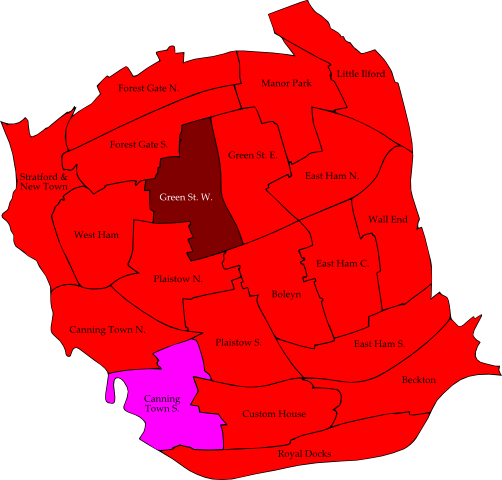 Little Ilford
Manor Park
Forest Gate N.
Forest Gate S.
Green St. E.
Stratford &
New Town
East Ham N.
Green St. W.
Wall End
West Ham
East Ham C.
Plaistow N.
Boleyn
Canning Town N.
Plaistow S.
East Ham S.
Beckton
Canning
Town S.
Custom House
Royal Docks